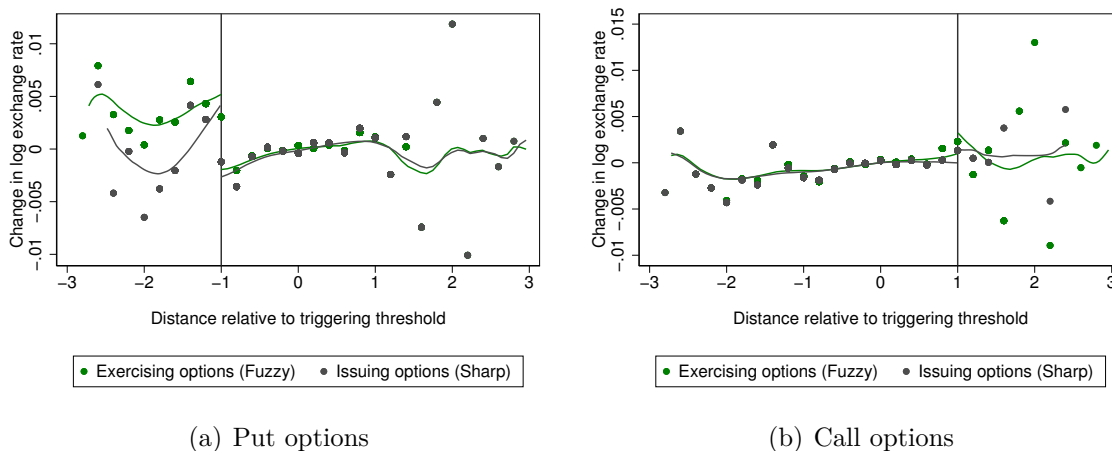 Change in log exchange rate
.01
.005
0
−.005
−.01
−3
−2
−1
0
1
2
3
Distance relative to triggering threshold
Exercising options (Fuzzy)
Issuing options (Sharp)
(a) Put options
Change in log exchange rate
.015
.01
.005
0
−.005
−.01
−3
−2
−1
0
1
2
3
Distance relative to triggering threshold
Exercising options (Fuzzy)
Issuing options (Sharp)
(b) Call options